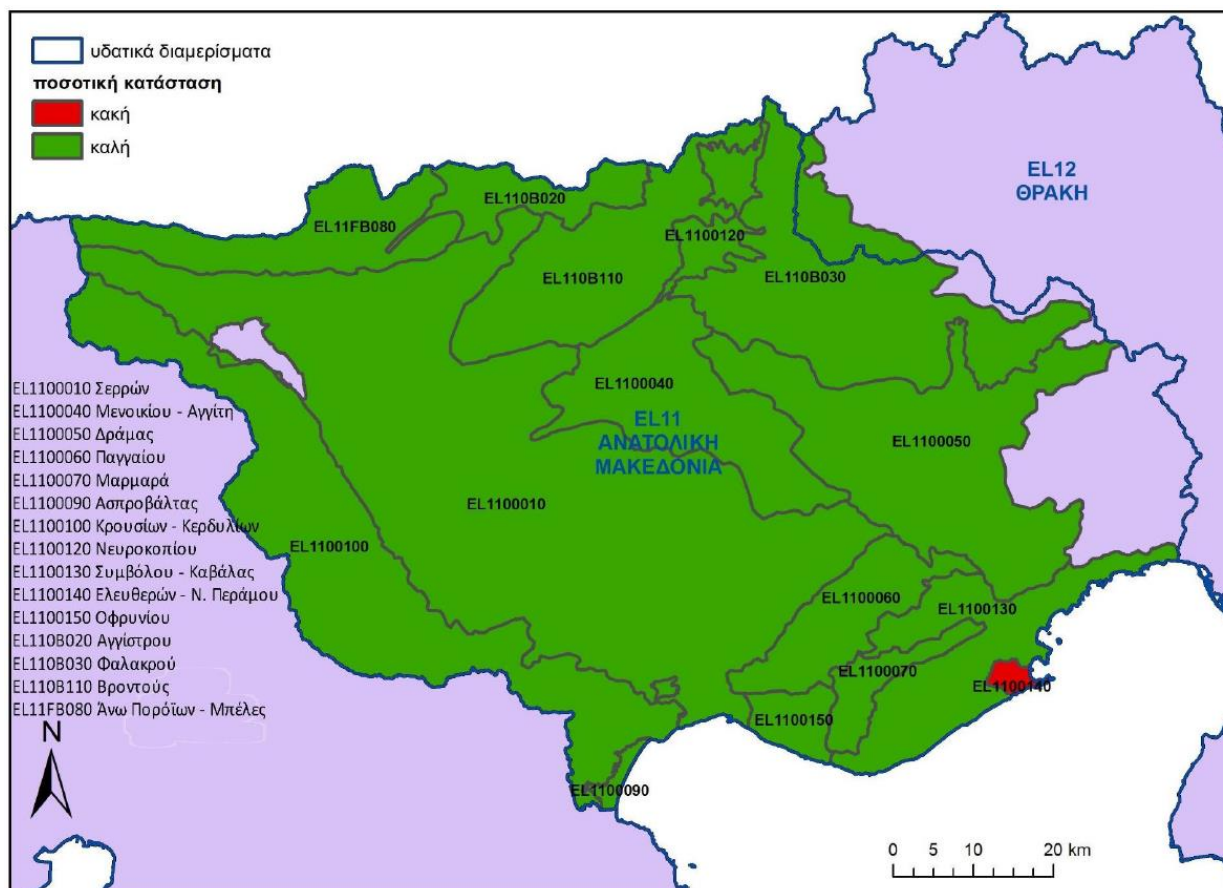 υδατικά διαμερίσματα
ποσοτική κατάσταση
κακή
καλή
EL12
ΘΡΑΚΗ
EL110B020
EL11FB080
EL1100120
EL110B110
EL110B030
EL1100040
EL11
ΑΝΑΤΟΛΙΚΗ
ΜΑΚΕΔΟΝΙΑ
EL1100050
EL1100010
EL1100100
EL1100060
EL1100130
EL1100070
EL1100140
EL1100150
EL1100090
EL1100010 Σερρών
EL1100040 Μενοικίου - Αγγίτη
EL1100050 Δράμας
EL1100060 Παγγαίου
EL1100070 Μαρμαρά
EL1100090 Ασπροβάλτας
EL1100100 Κρουσίων - Κερδυλίων
EL1100120 Νευροκοπίου
EL1100130 Συμβόλου - Καβάλας
EL1100140 Ελευθερών - Ν. Περάμου
EL1100150 Οφρυνίου
EL110B020 Αγγίστρου
EL110B030 Φαλακρού
EL110B110 Βροντούς
EL11FB080 Άνω Πορόϊων - Μπέλες
N
0 5 10 20 km